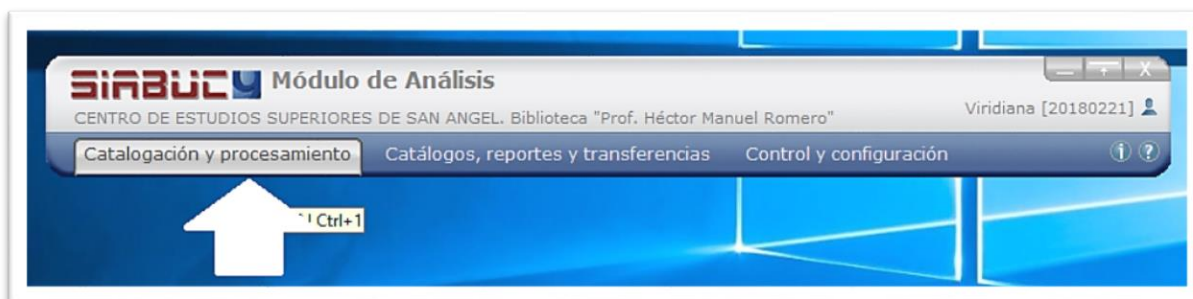 SIABUC Módulo de Análisis
CENTRO DE ESTUDIOS SUPERIORES DE SAN ANGEL. Biblioteca "Prof. Héctor Manuel Romero"
Viridiana [20180221]
Catalogación y procesamiento Catálogos, reportes y transferencias Control y configuración
Ctrl+1